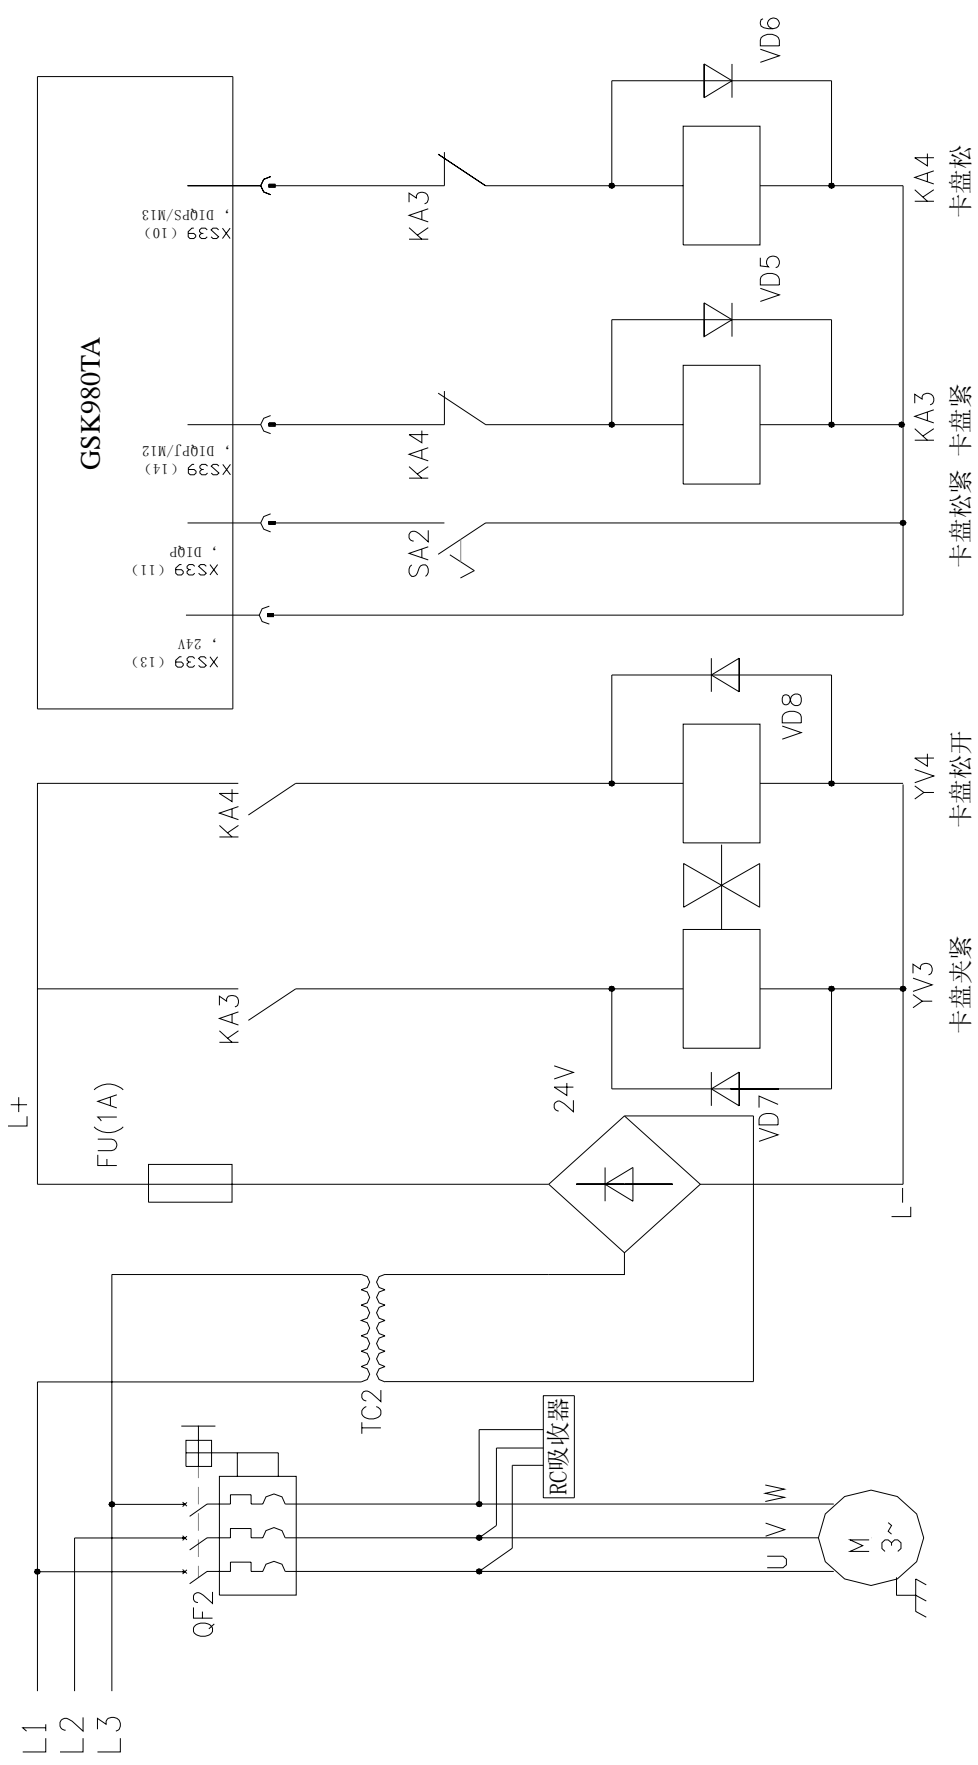 L1
L2
L3
QF2
U
V
W
M
3~
RC吸收器
TC2
L+
FU(1A)
24V
L-
KA3
VD7
YV3
卡盘夹紧
KA4
VD8
YV4
卡盘松开
GSK980TA
XS39 (13)
, 24V
XS39 (11)
, DIQP
XS39 (14)
, DIQPJ/M12
XS39 (10)
, DIQPS/M13
SA2
卡盘松紧
KA4
VD5
KA3
卡盘紧
KA3
VD6
KA4
卡盘松